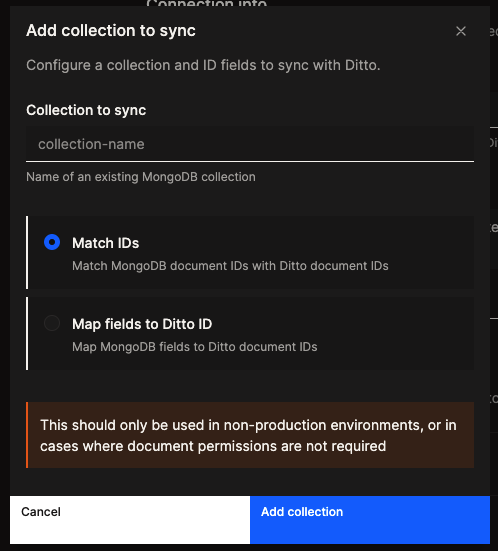 Connection info
Add collection to sync
Configure a collection and ID fields to sync with Ditto.
Collection to sync
collection-name
Name of an existing MongoDB collection
Match IDs
Match MongoDB document IDs with Ditto document IDs
Map fields to Ditto ID
Map MongoDB fields to Ditto document IDs
This should only be used in non-production environments, or in
cases where document permissions are not required
Cancel
Add collection